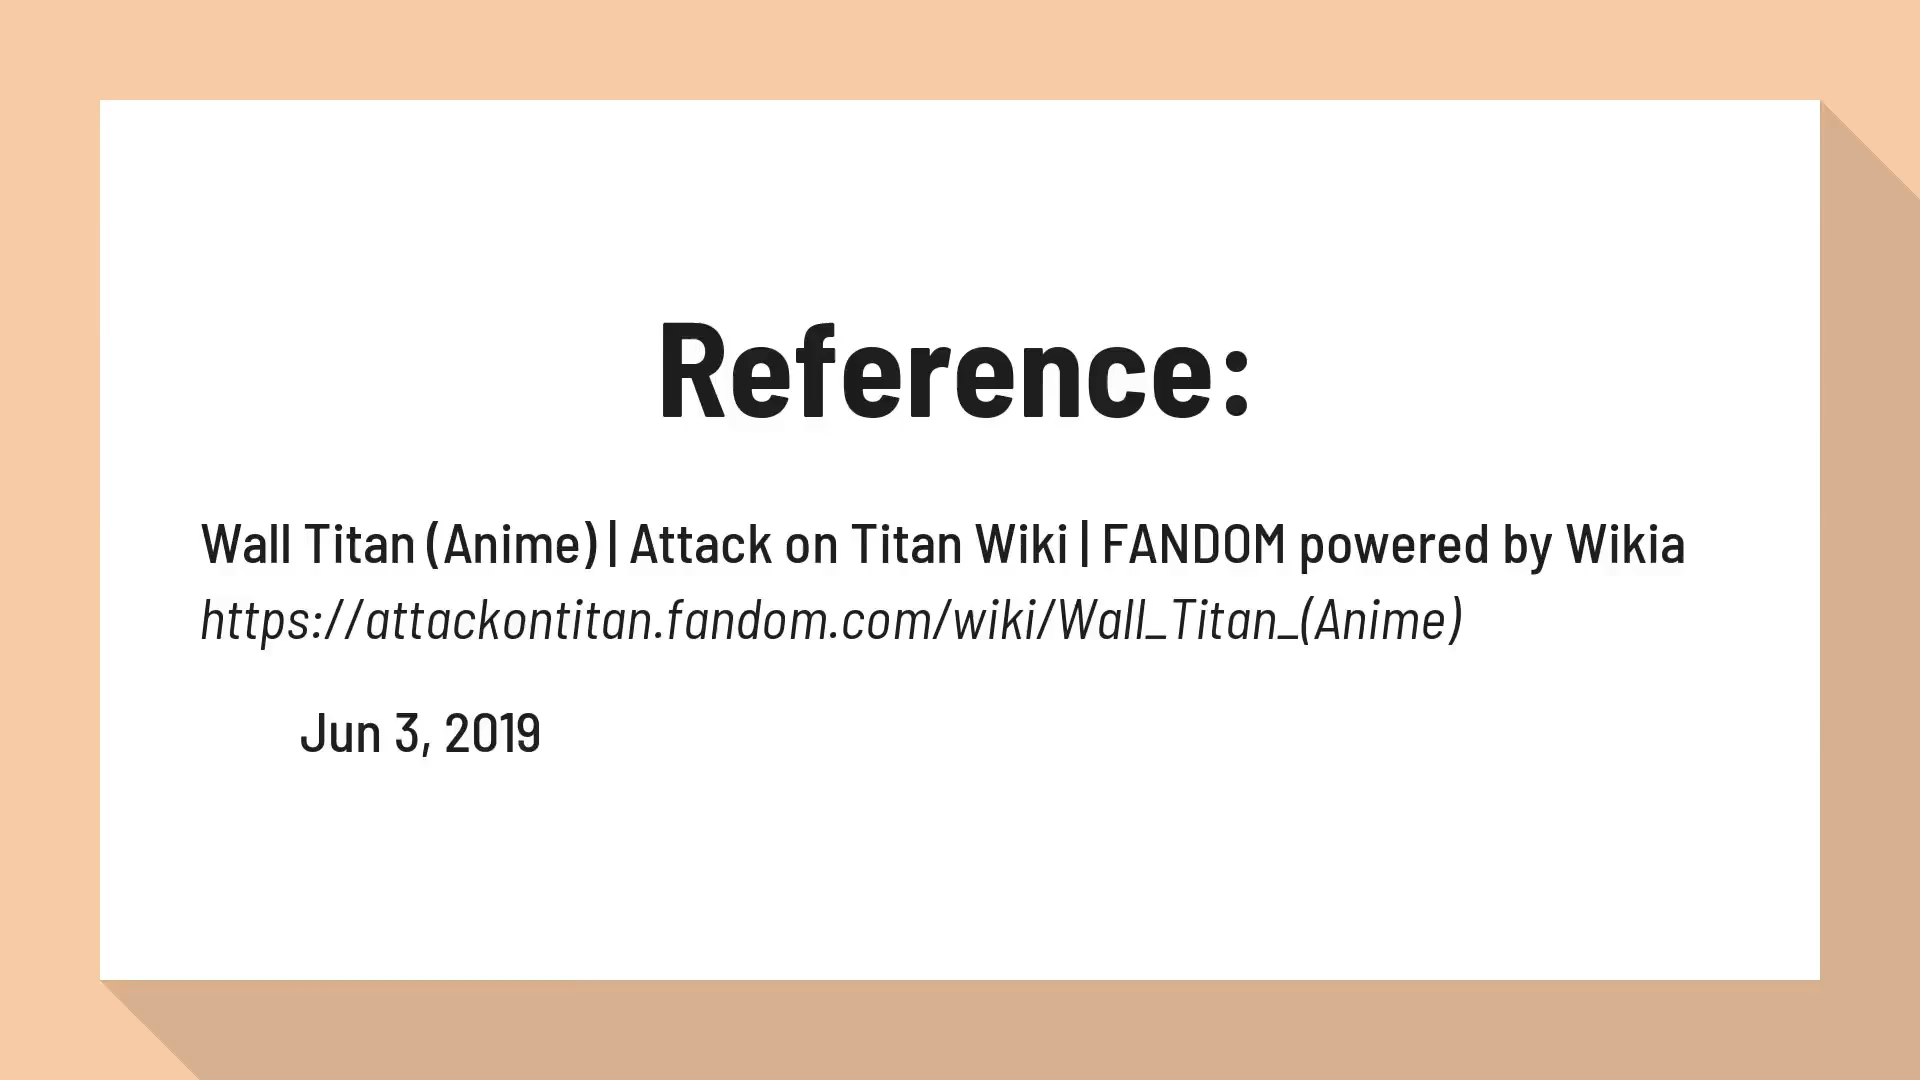 Reference:
Wall Titan (Anime) | Attack on Titan Wiki | FANDOM powered by Wikia
https://attackontitan.fandom.com/wiki/Wall_Titan_(Anime)
Jun 3, 2019